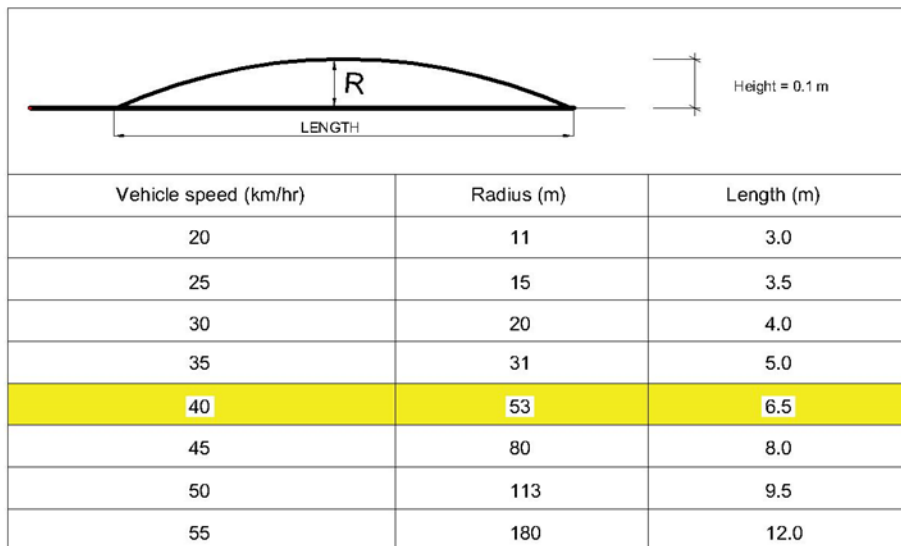 R
Height = 0.1 m
LENGTH
Vehicle speed (km/hr) Radius (m) Length (m)
20 11 3.0
25 15 3.5
30 20 4.0
35 31 5.0
40 53 6.5
45 80 8.0
50 113 9.5
55 180 12.0